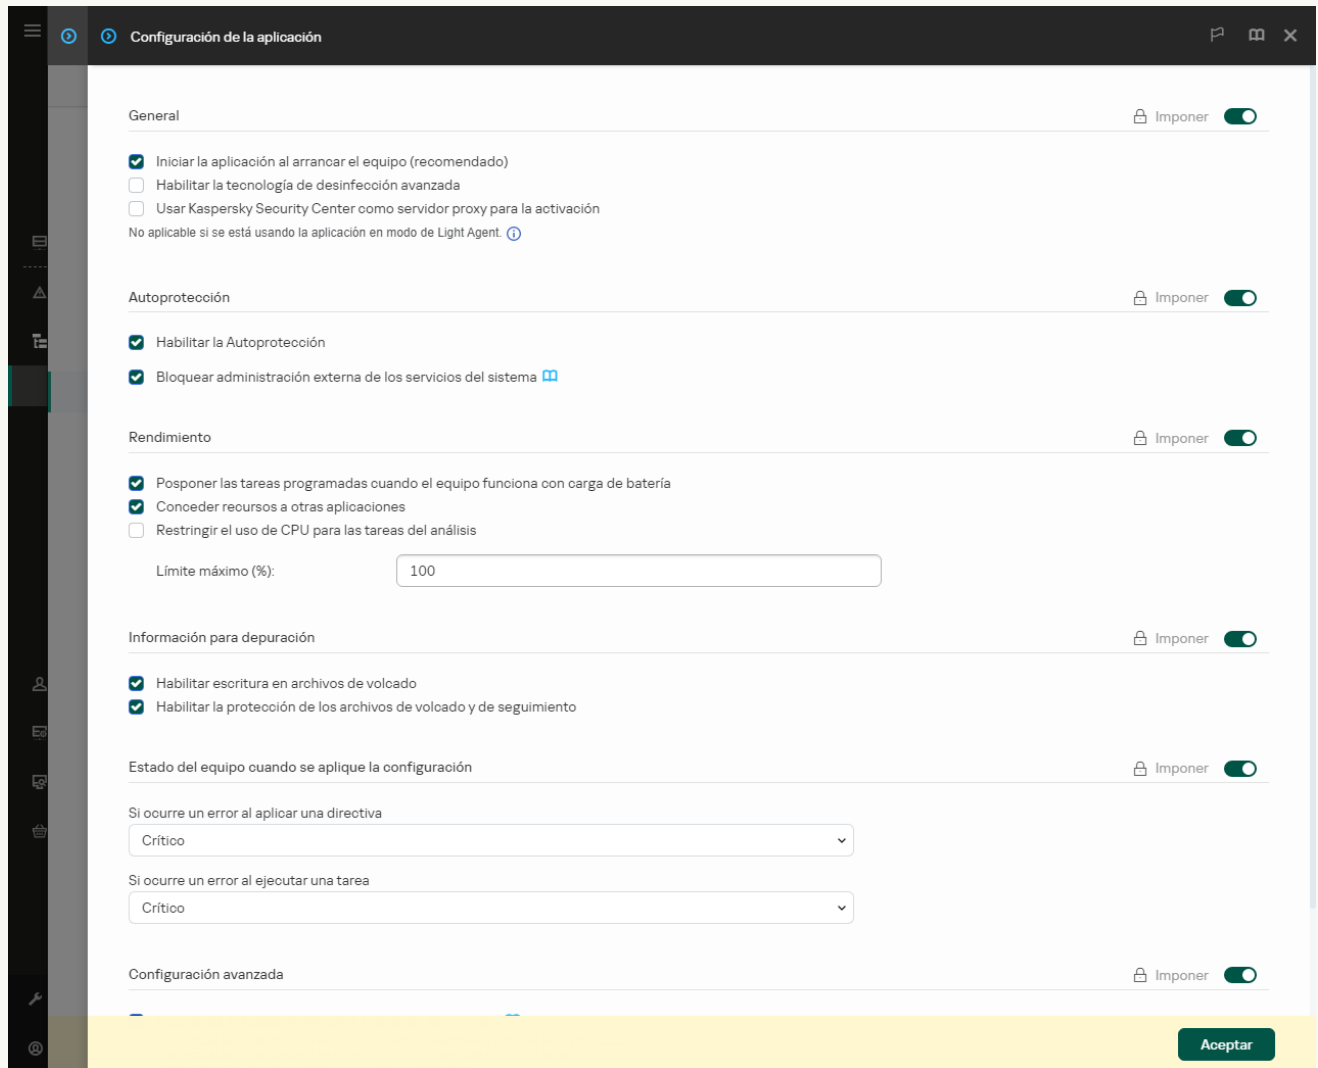 Configuración de la aplicación
General
Imponer
Iniciar la aplicación al arrancar el equipo (recomendado)
Habilitar la tecnología de desinfección avanzada
Usar Kaspersky Security Center como servidor proxy para la activación
No aplicable si se está usando la aplicación en modo de Light Agent.
Autoprotección
Imponer
Habilitar la Autoprotección
Bloquear administración externa de los servicios del sistema
Rendimiento
Imponer
Posponer las tareas programadas cuando el equipo funciona con carga de batería
Conceder recursos a otras aplicaciones
Restringir el uso de CPU para las tareas del análisis
Límite máximo (%):
100
Información para depuración
Imponer
Habilitar escritura en archivos de volcado
Habilitar la protección de los archivos de volcado y de seguimiento
Estado del equipo cuando se aplique la configuración
Imponer
Si ocurre un error al aplicar una directiva
Crítico
Si ocurre un error al ejecutar una tarea
Crítico
Configuración avanzada
Imponer
Aceptar